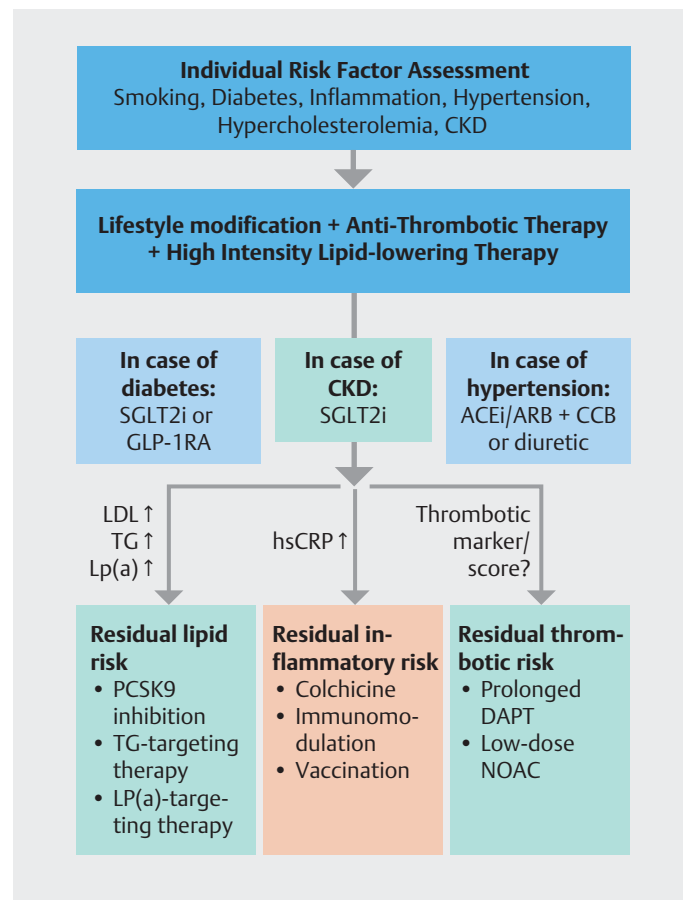 Individual Risk Factor Assessment
Smoking, Diabetes, Inflammation, Hypertension,
Hypercholesterolemia, CKD
Lifestyle modification + Anti-Thrombotic Therapy
+ High Intensity Lipid-lowering Therapy
In case of
diabetes:
SGLT2i or
GLP-1RA
In case of
CKD:
SGLT2i
In case of
hypertension:
ACEi/ARB + CCB
or diuretic
LDL ↑
TG ↑
Lp(a) ↑
hsCRP ↑
Thrombotic
marker/
score?
Residual lipid
risk
• PCSK9
inhibition
• TG-targeting
therapy
• LP(a)-targe-
ting therapy
Residual in-
flammatory risk
• Colchicine
• Immunomo-
dulation
• Vaccination
Residual throm-
botic risk
• Prolonged
DAPT
• Low-dose
NOAC